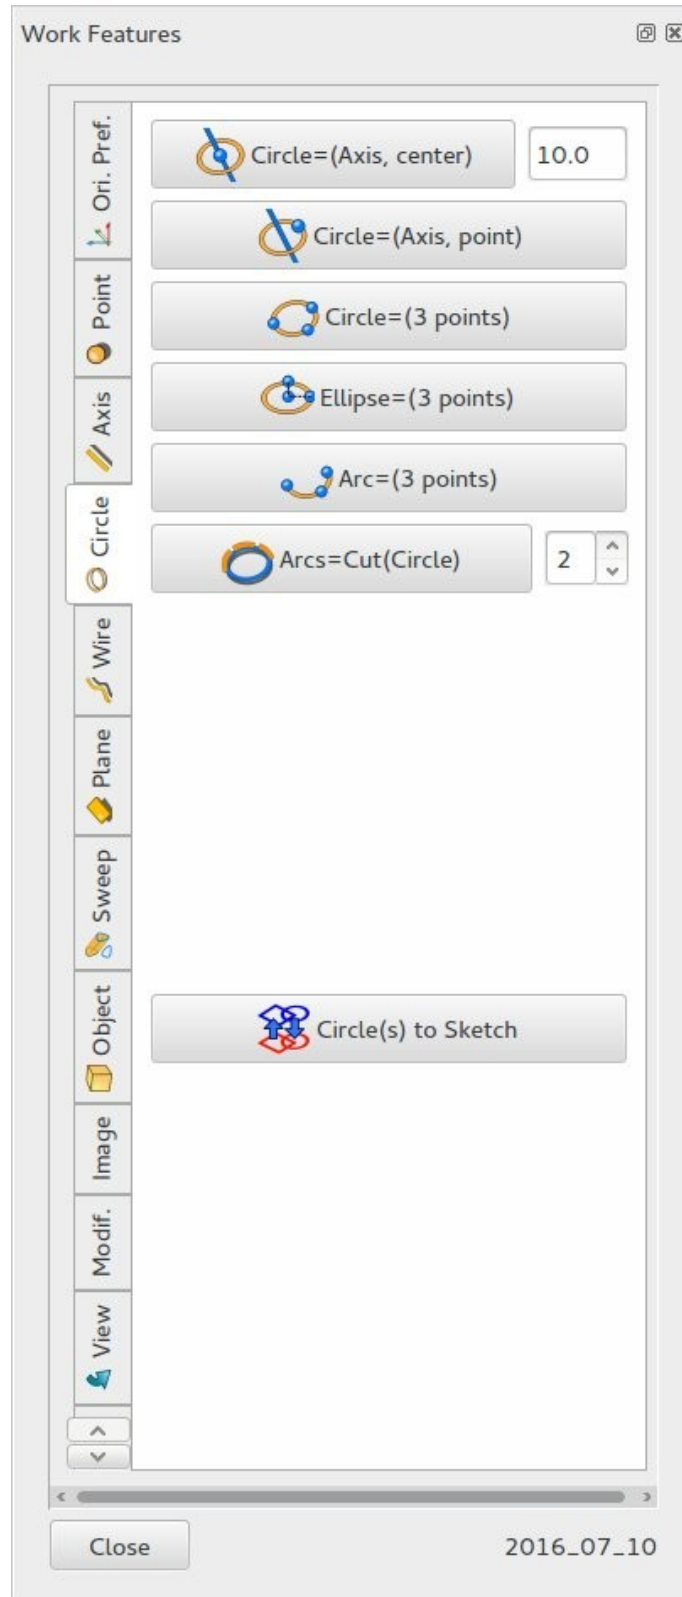 Work Features
Ori. Pref.
Point
Axis
Circle
Wire
Plane
Sweep
Object
Image
Modif.
View
Circle=(Axis, center)
10.0
Circle=(Axis, point)
Circle=(3 points)
Ellipse=(3 points)
Arc=(3 points)
Arcs=Cut(Circle)
2
Circle(s) to Sketch
Close
2016_07_10